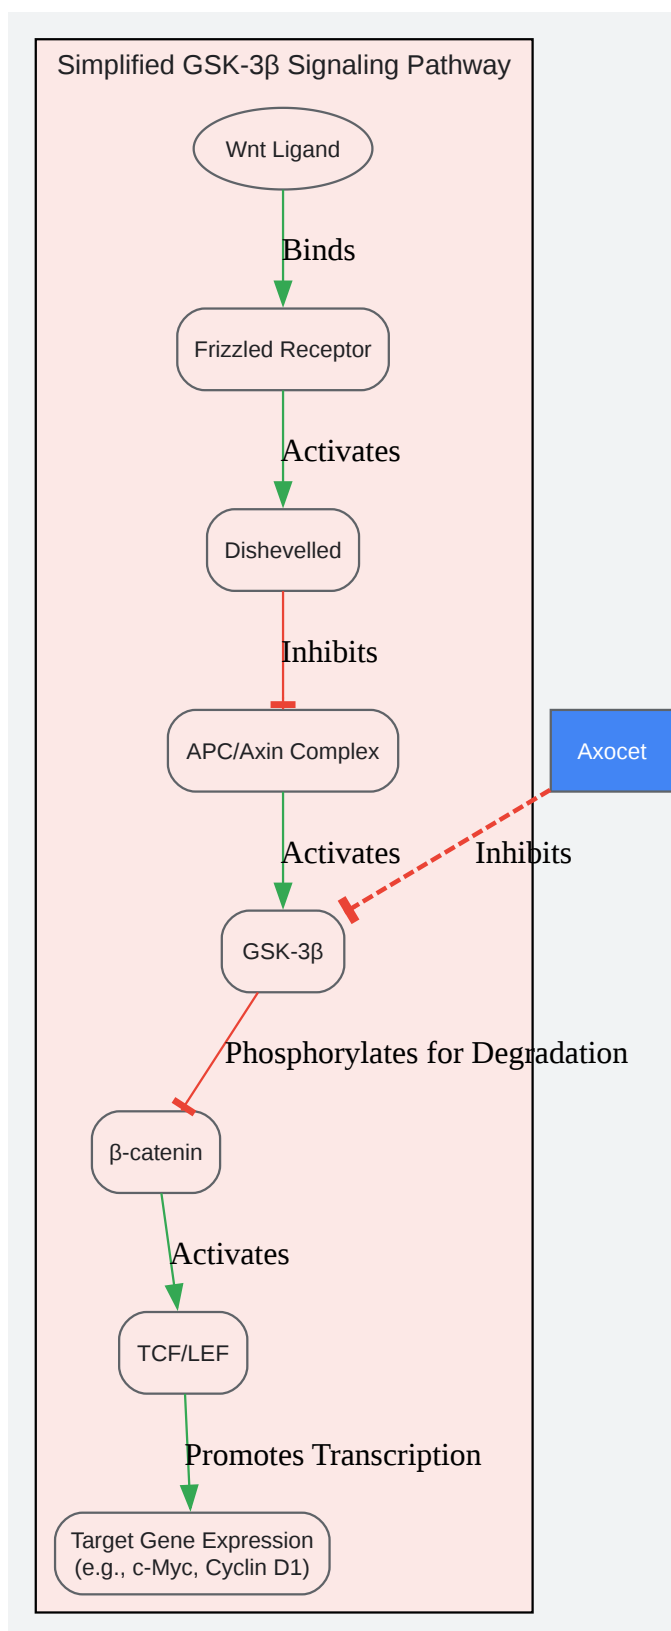 Simplified GSK-3β Signaling Pathway
Wnt Ligand
Binds
Frizzled Receptor
Activates
Dishevelled
Inhibits
APC/Axin Complex
Axocet
Activates
Inhibits
GSK-3β
Phosphorylates for Degradation
β-catenin
Activates
TCF/LEF
Promotes Transcription
Target Gene Expression
(e.g., c-Myc, Cyclin D1)